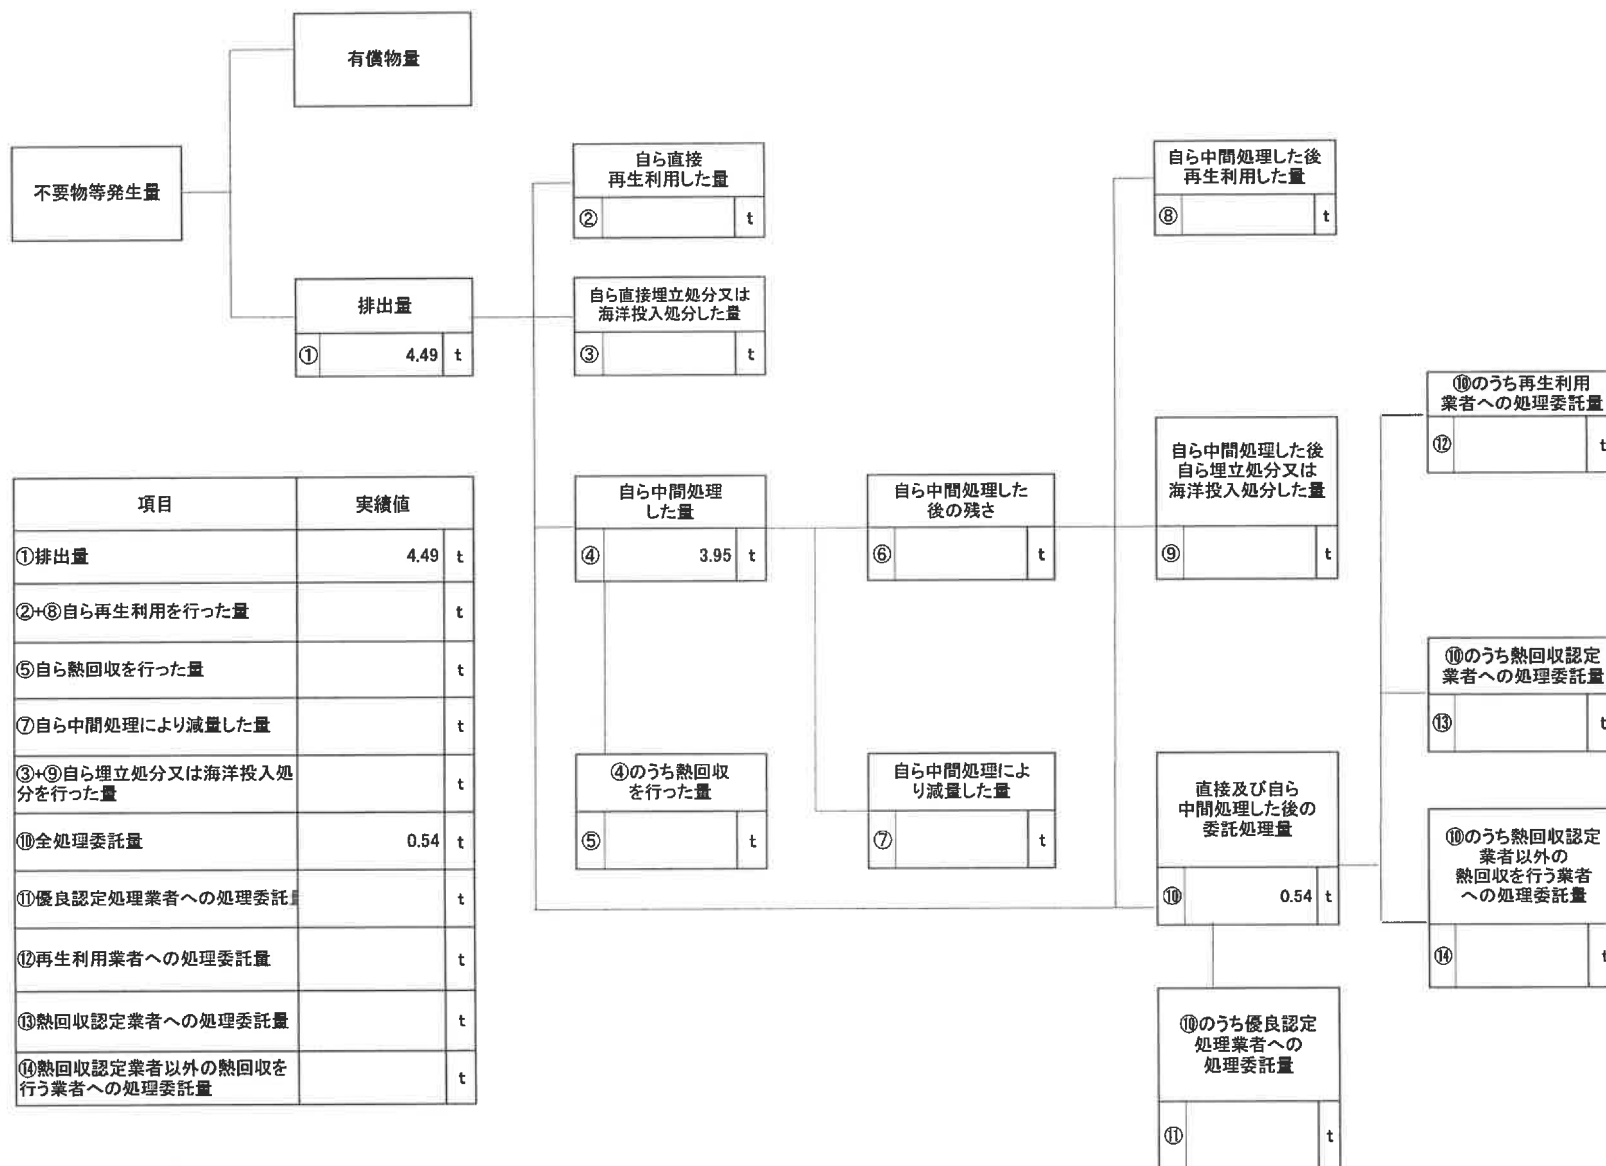 有償物量
不要物等発生量
排出量
① 4.49 t
自ら直接
再生利用した量
② t
自ら直接埋立処分又は
海洋投入処分した量
③ t
自ら中間処理した後
再生利用した量
⑧ t
自ら中間処理
した量
④ 3.95 t
自ら中間処理した
後の残さ
⑥ t
自ら中間処理した後
自ら埋立処分又は
海洋投入処分した量
⑨ t
④のうち熱回収
を行った量
⑤ t
自ら中間処理によ
り減量した量
⑦ t
直接及び自ら
中間処理した後の
委託処理量
⑩ 0.54 t
⑩のうち優良認定
処理業者への
処理委託量
⑪ t
⑩のうち再生利用
業者への処理委託量
⑫ t
⑩のうち熱回収認定
業者への処理委託量
⑬ t
⑩のうち熱回収認定
業者以外の
熱回収を行う業者
への処理委託量
⑭ t
項目 実績値
①排出量 4.49 t
②+⑧自ら再生利用を行った量 t
⑤自ら熱回収を行った量 t
⑦自ら中間処理により減量した量 t
③+⑨自ら埋立処分又は海洋投入処
分を行った量 t
⑩全処理委託量 0.54 t
⑪優良認定処理業者への処理委託 t
⑫再生利用業者への処理委託量 t
⑬熱回収認定業者への処理委託量 t
⑭熱回収認定業者以外の熱回収を
行う業者への処理委託量 t